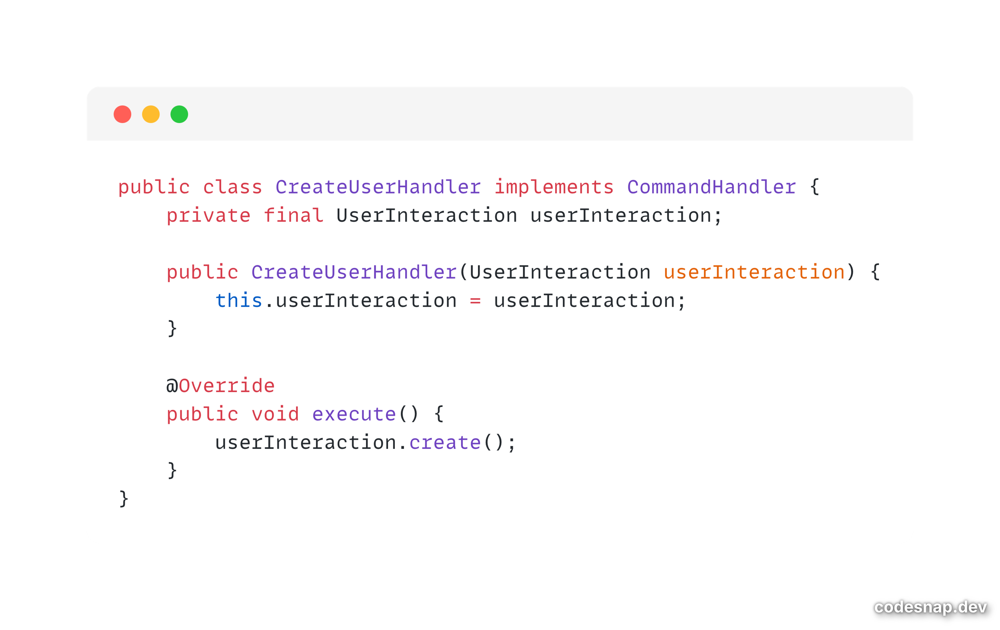 public class CreateUserHandler implements CommandHandler {
    private final UserInteraction userInteraction;

    public CreateUserHandler(UserInteraction userInteraction) {
        this.userInteraction = userInteraction;
    }

    @Override
    public void execute() {
        userInteraction.create();
    }
}
codesnap.dev